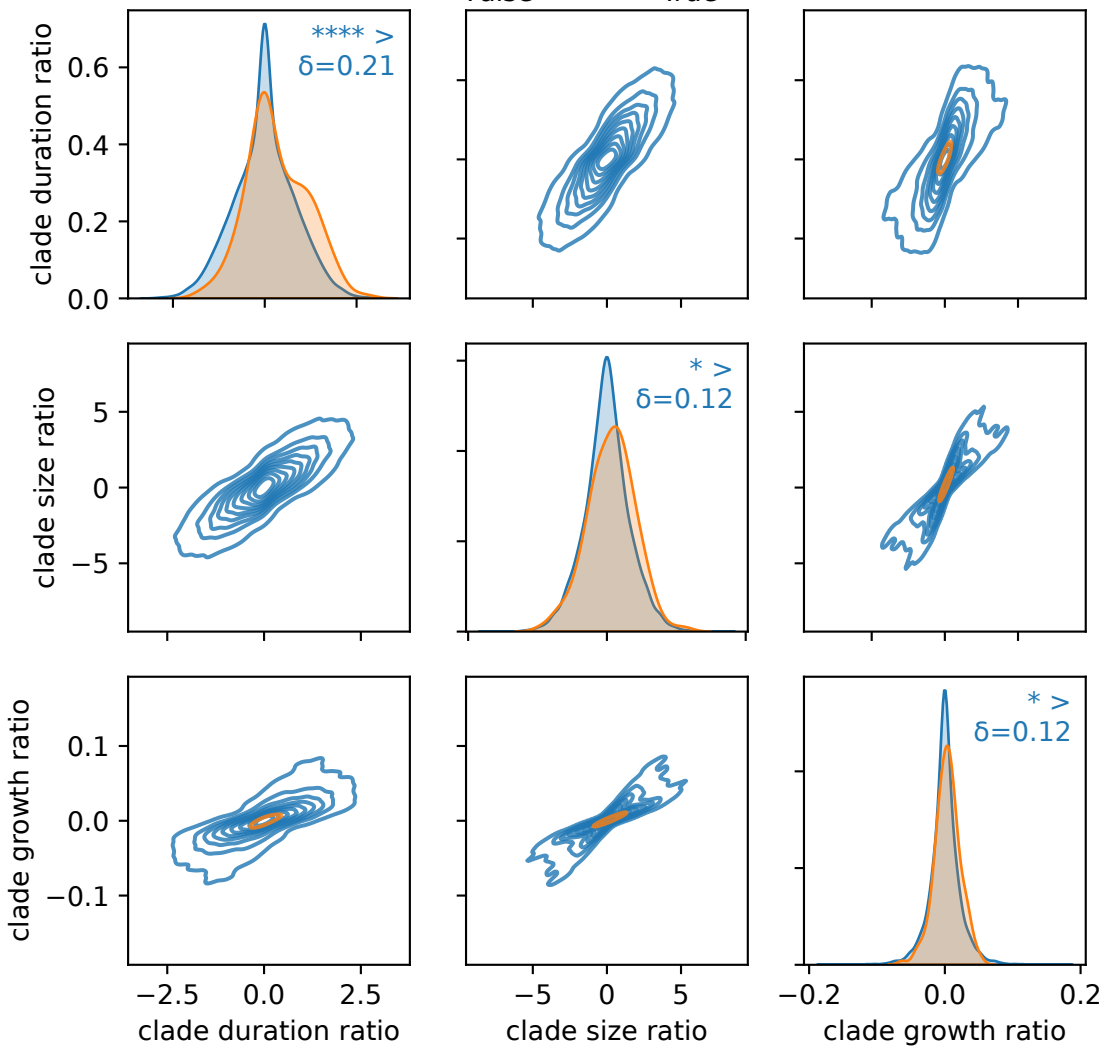 False True
clade duration ratio
0.6
0.4
0.2
0.0
**** >
δ=0.21
clade size ratio
5
0
−5
* >
δ=0.12
clade growth ratio
0.1
0.0
−0.1
* >
δ=0.12
−2.5 0.0 2.5
−5 0 5
−0.2 0.0 0.2
clade duration ratio
clade size ratio
clade growth ratio